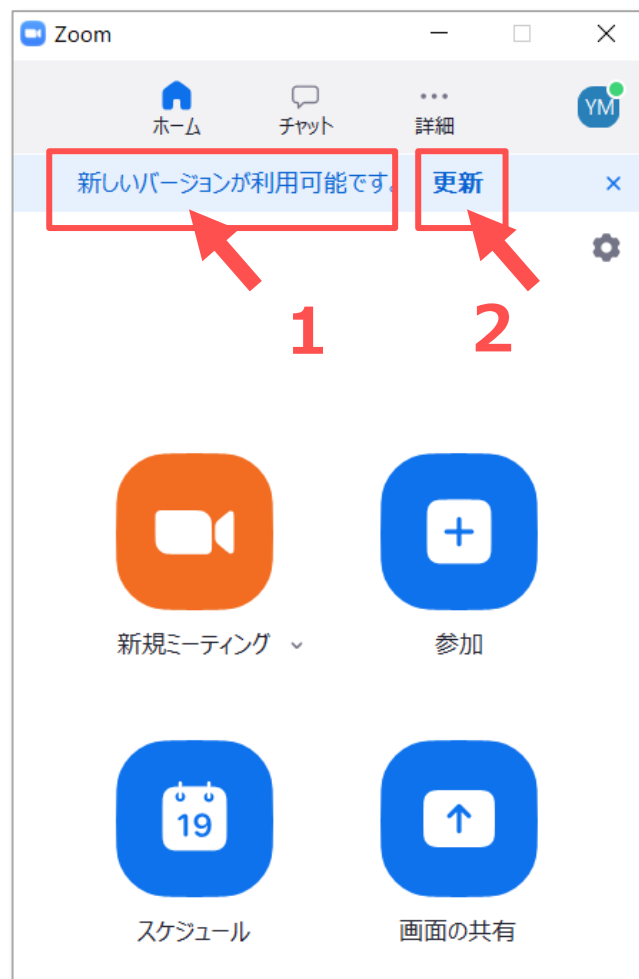 Zoom
ホーム チャット 詳細 YM
新しいバージョンが利用可能です。 更新
1 2
新規ミーティング 参加
19
スケジュール 画面の共有